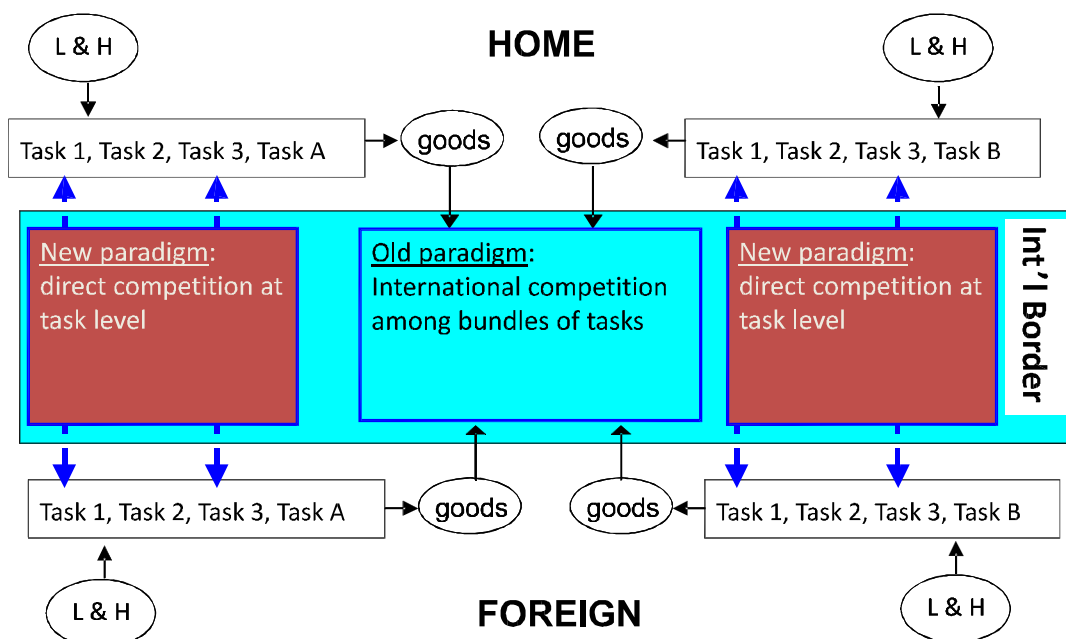 HOME
L & H
L & H
Task 1, Task 2, Task 3, Task A
goods
goods
Task 1, Task 2, Task 3, Task B
New paradigm:
direct competition at
task level
Old paradigm:
International competition
among bundles of tasks
New paradigm:
direct competition at
task level
Int'l Border
Task 1, Task 2, Task 3, Task A
goods
goods
Task 1, Task 2, Task 3, Task B
L & H
L & H
FOREIGN